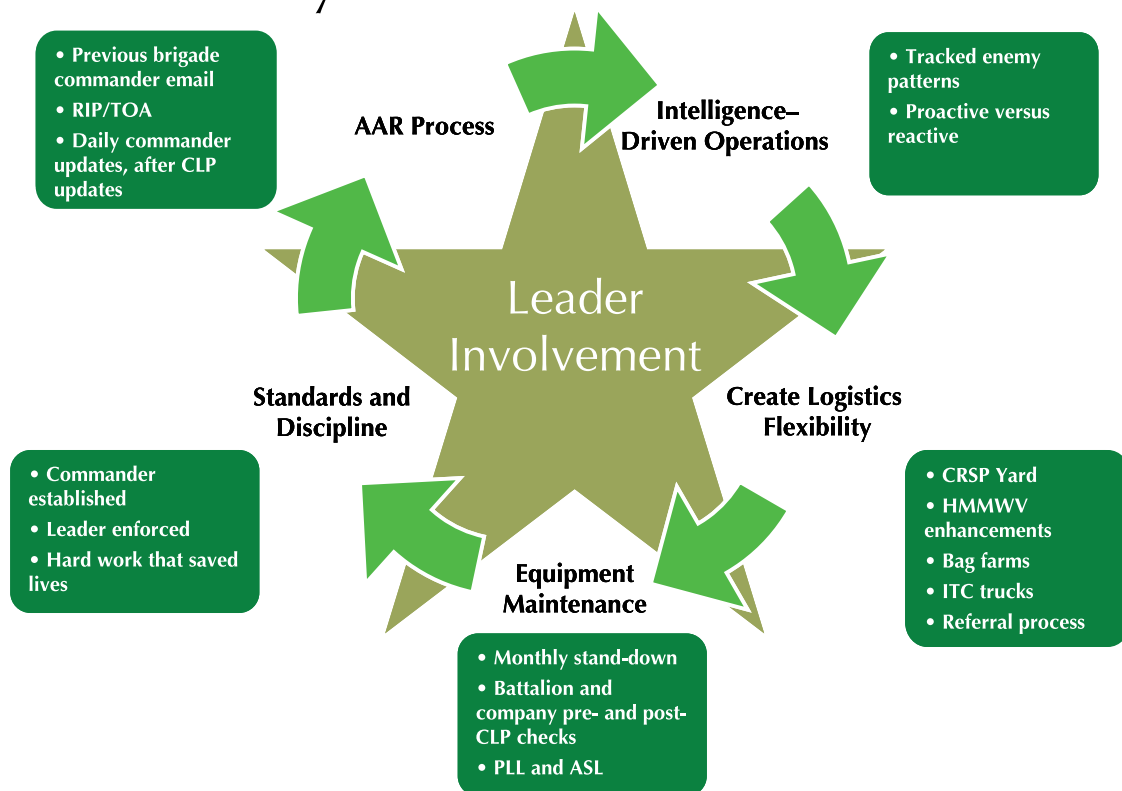 • Previous brigade
commander email
• RIP/TOA
• Daily commander
updates, after CLP
updates
AAR Process
Intelligence–
Driven Operations
• Tracked enemy
patterns
• Proactive versus
reactive
Leader
Involvement
Standards and
Discipline
Create Logistics
Flexibility
• Commander
established
• Leader enforced
• Hard work that saved
lives
• CRSP Yard
• HMMWV
enhancements
• Bag farms
• ITC trucks
• Referral process
Equipment
Maintenance
• Monthly stand-down
• Battalion and
company pre- and post-
CLP checks
• PLL and ASL